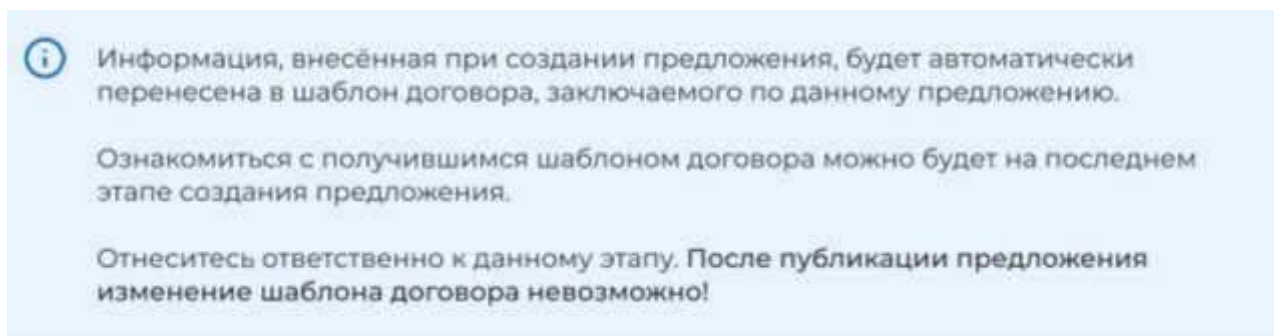 Информация, внесённая при создании предложения, будет автоматически
перенесена в шаблон договора, заключаемого по данному предложению.
Ознакомиться с получившимся шаблоном договора можно будет на последнем
этапе создания предложения.
Отнеситесь ответственно к данному этапу. После публикации предложения
изменение шаблона договора невозможно!